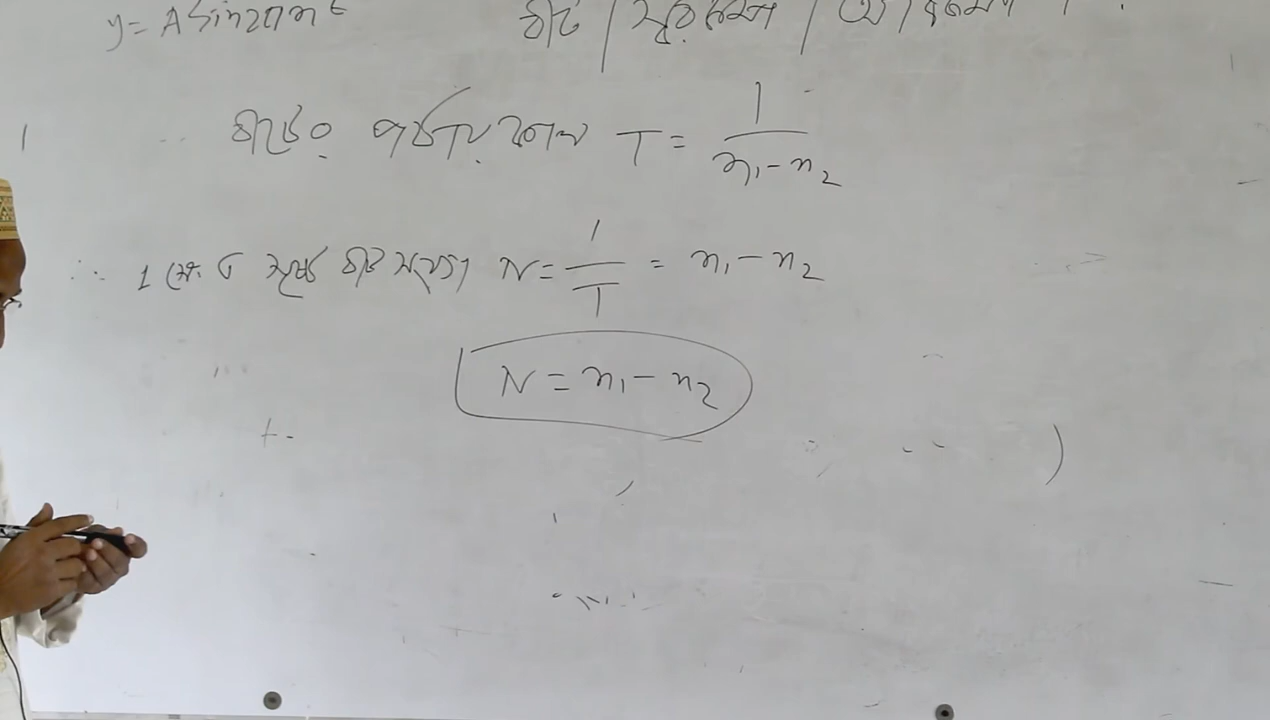 y = A sin2πnt বীট / স্বরকম্প /
বীটের পর্যায়কাল T = 1/(n₁ - n₂)
∴ 1 সে. এ সৃষ্ট বীট সংখ্যা N = 1/T = n₁ - n₂
N = n₁ - n₂